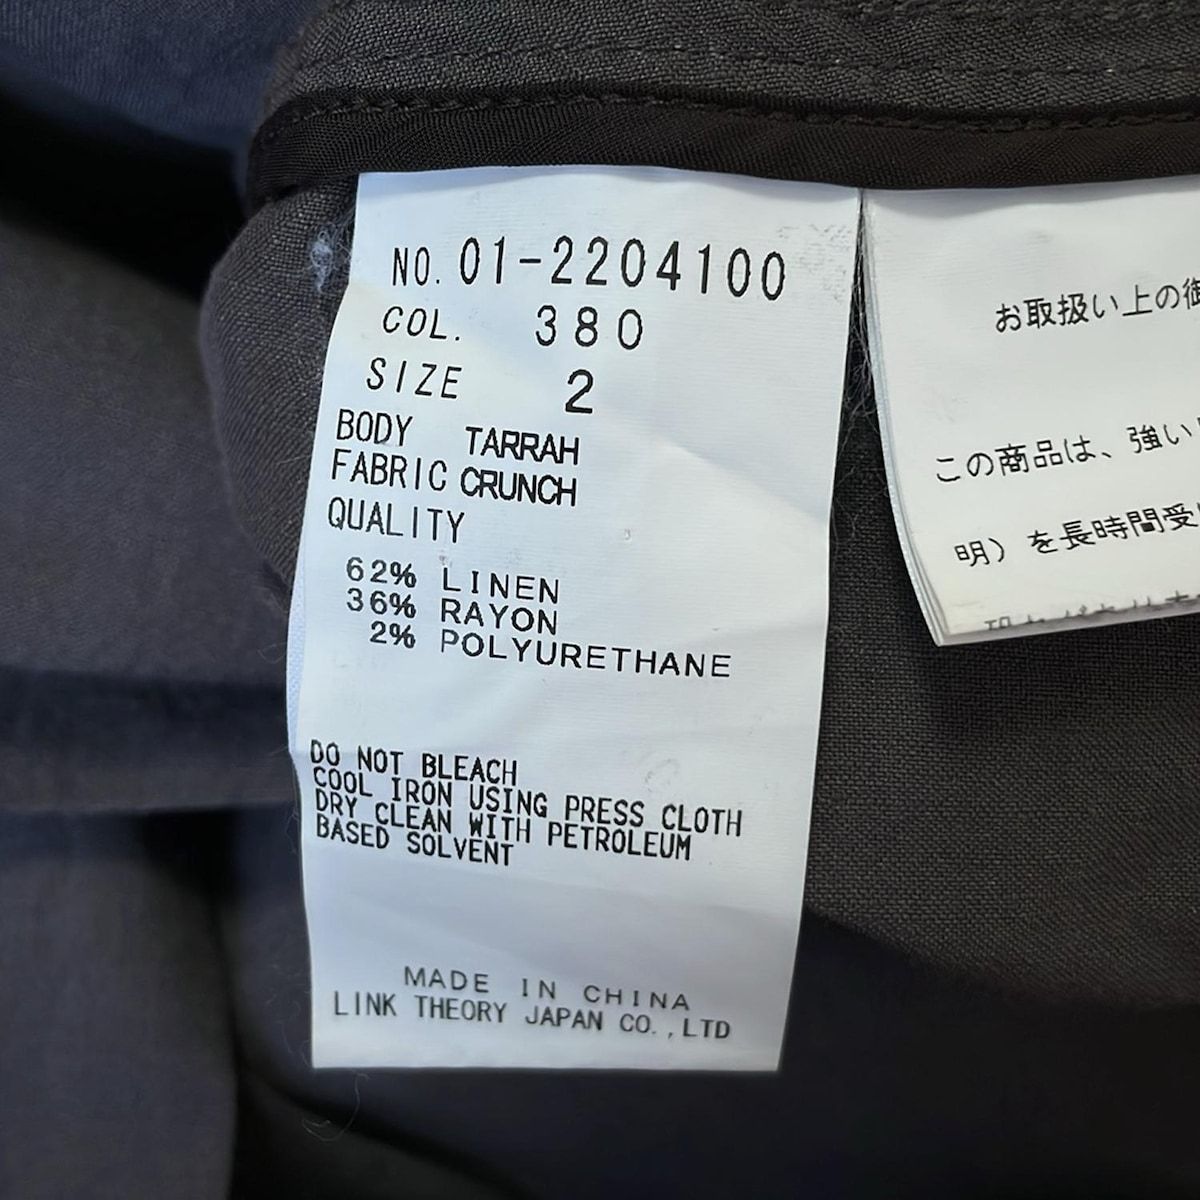 NO. 01-2204100
COL. 380
SIZE 2
BODY TARRAH
FABRIC CRUNCH
QUALITY
62% LINEN
36% RAYON
2% POLYURETHANE
DO NOT BLEACH
COOL IRON USING PRESS CLOTH
DRY CLEAN WITH PETROLEUM
BASED SOLVENT
MADE IN CHINA
LINK THEORY JAPAN CO.,LTD
お取扱い上の御
この商品は、強い
明）を長時間受